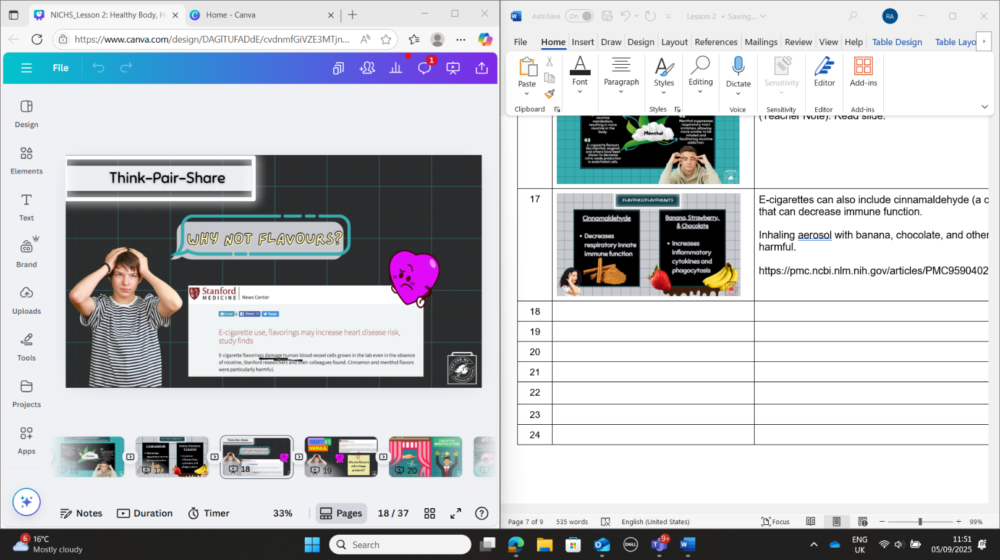 NICHS_Lesson 2: Healthy Body, H
Home - Canva
https://www.canva.com/design/DAGlTUFADdE/cvdnmfGiVZE3MTjn...
File
1
Design
Elements
Text
Brand
Uploads
Tools
Projects
Apps
Think-Pair-Share
WHY NOT FLAVOURS?
Stanford
MEDICINE
News Center
Email
Share
Tweet
E-cigarette use, flavorings may increase heart disease risk,
study finds
E-cigarette flavorings damage human blood vessel cells grown in the lab even in the absence
of nicotine, Stanford researchers and their colleagues found. Cinnamon and menthol flavors
were particularly harmful.
16
17
18
19
20
THOUGHTS
WALL
Why are flavours
still in these
products?
INDUSTRY
MANIPULATION
Notes
Duration
Timer
33%
Pages
18 / 37
AutoSave
On
Lesson 2 • Saving...
RA
File
Home
Insert
Draw
Design
Layout
References
Mailings
Review
View
Help
Table Design
Table Layo
Paste
Font
Paragraph
Styles
Editing
Dictate
Sensitivity
Editor
Add-ins
Clipboard
Styles
Voice
Sensitivity
Editor
Add-ins
nicotine
metabolism,
resulting in more
nicotine in the
body.
Menthol
Menthol suppresses
respiratory tract
irritation, allowing
more smoke to be
inhaled and
facilitating nicotine
addiction.
#3
E-cigarette flavours
like menthol, eugenol,
and others have been
shown to decrease
nitric oxide production
in endothelial cells.
(Teacher Note): Read slide.
17
FLAVOURS/FLAVOURANTS
Cinnamaldehyde
• Decreases
respiratory innate
immune function
Banana, Strawberry,
& Chocolate
• Increases
inflammatory
cytokines and
phagocytosis
E-cigarettes can also include cinnamaldehyde (a c
that can decrease immune function.
Inhaling aerosol with banana, chocolate, and other
harmful.
https://pmc.ncbi.nlm.nih.gov/articles/PMC9590402
18
19
20
21
22
23
24
Page 7 of 9
535 words
English (United States)
Focus
99%
6
16°C
Mostly cloudy
Search
DELL
9+
ENG
UK
11:51
05/09/2025